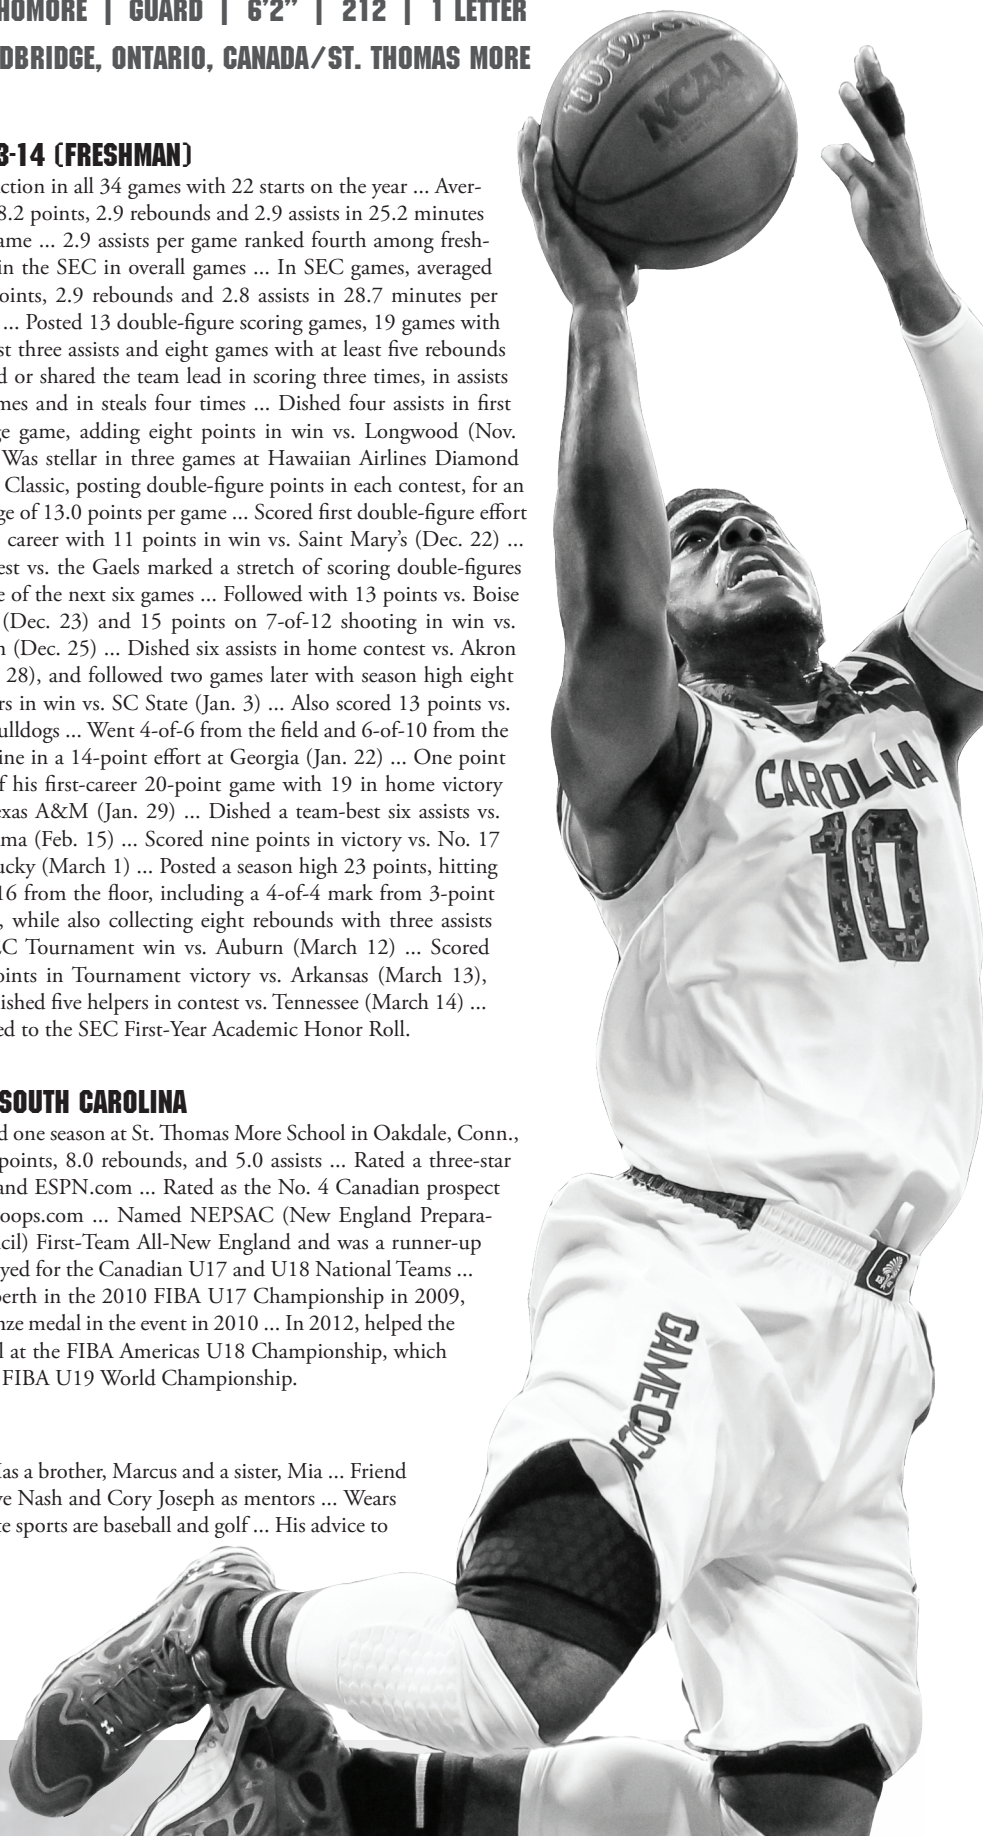 HOMORE | GUARD | 6'2” | 212 | 1 LETTER
DBRIDGE, ONTARIO, CANADA/ST. THOMAS MORE
3-14 (FRESHMAN)
ction in all 34 games with 22 starts on the year ... Aver-
8.2 points, 2.9 rebounds and 2.9 assists in 25.2 minutes
ame ... 2.9 assists per game ranked fourth among fresh-
in the SEC in overall games ... In SEC games, averaged
oints, 2.9 rebounds and 2.8 assists in 28.7 minutes per
... Posted 13 double-figure scoring games, 19 games with
st three assists and eight games with at least five rebounds
d or shared the team lead in scoring three times, in assists
mes and in steals four times ... Dished four assists in first
ge game, adding eight points in win vs. Longwood (Nov.
Was stellar in three games at Hawaiian Airlines Diamond
Classic, posting double-figure points in each contest, for an
ge of 13.0 points per game ... Scored first double-figure effort
career with 11 points in win vs. Saint Mary’s (Dec. 22) ...
est vs. the Gaels marked a stretch of scoring double-figures
e of the next six games ... Followed with 13 points vs. Boise
(Dec. 23) and 15 points on 7-of-12 shooting in win vs.
n (Dec. 25) ... Dished six assists in home contest vs. Akron
28), and followed two games later with season high eight
rs in win vs. SC State (Jan. 3) ... Also scored 13 points vs.
ulldogs ... Went 4-of-6 from the field and 6-of-10 from the
ine in a 14-point effort at Georgia (Jan. 22) ... One point
f his first-career 20-point game with 19 in home victory
exas A&M (Jan. 29) ... Dished a team-best six assists vs.
ma (Feb. 15) ... Scored nine points in victory vs. No. 17
ucky (March 1) ... Posted a season high 23 points, hitting
16 from the floor, including a 4-of-4 mark from 3-point
, while also collecting eight rebounds with three assists
EC Tournament win vs. Auburn (March 12) ... Scored
oints in Tournament victory vs. Arkansas (March 13),
ished five helpers in contest vs. Tennessee (March 14) ...
ed to the SEC First-Year Academic Honor Roll.
SOUTH CAROLINA
d one season at St. Thomas More School in Oakdale, Conn.,
points, 8.0 rebounds, and 5.0 assists ... Rated a three-star
and ESPN.com ... Rated as the No. 4 Canadian prospect
oops.com ... Named NEPSAC (New England Prepara-
cil) First-Team All-New England and was a runner-up
yed for the Canadian U17 and U18 National Teams ...
berth in the 2010 FIBA U17 Championship in 2009,
nze medal in the event in 2010 ... In 2012, helped the
l at the FIBA Americas U18 Championship, which
FIBA U19 World Championship.
Has a brother, Marcus and a sister, Mia ... Friend
ve Nash and Cory Joseph as mentors ... Wears
te sports are baseball and golf ... His advice to
Wilson
NCAA
CAROLINA
10
GAMECOCK